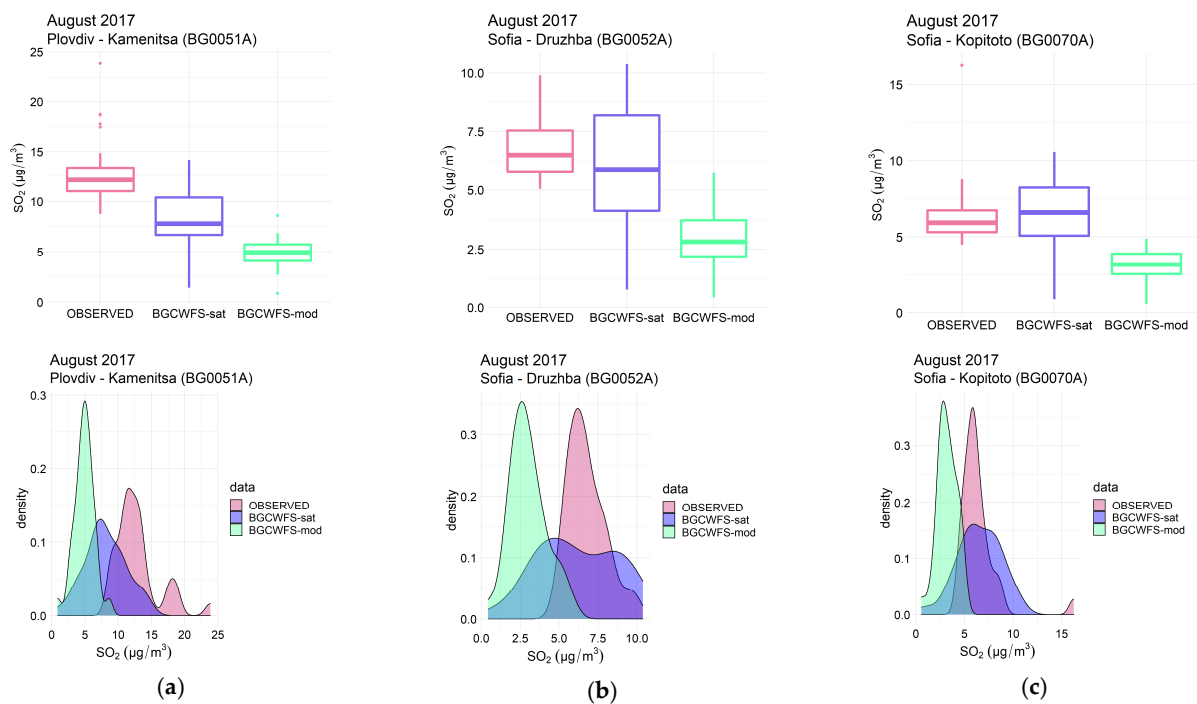 August 2017
Plovdiv - Kamenitsa (BG0051A)
25
20
15
10
5
0
SO₂ (µg/m³)
OBSERVED BGCWFS-sat BGCWFS-mod
August 2017
Sofia - Druzhba (BG0052A)
10.0
7.5
5.0
2.5
0.0
SO₂ (µg/m³)
OBSERVED BGCWFS-sat BGCWFS-mod
August 2017
Sofia - Kopitoto (BG0070A)
15
10
5
0
SO₂ (µg/m³)
OBSERVED BGCWFS-sat BGCWFS-mod
August 2017
Plovdiv - Kamenitsa (BG0051A)
0.3
0.2
0.1
0.0
density
0 5 10 15 20 25
SO₂ (µg/m³)
data
OBSERVED
BGCWFS-sat
BGCWFS-mod
August 2017
Sofia - Druzhba (BG0052A)
0.3
0.2
0.1
0.0
density
0.0 2.5 5.0 7.5 10.0
SO₂ (µg/m³)
data
OBSERVED
BGCWFS-sat
BGCWFS-mod
August 2017
Sofia - Kopitoto (BG0070A)
0.3
0.2
0.1
0.0
density
0 5 10 15
SO₂ (µg/m³)
data
OBSERVED
BGCWFS-sat
BGCWFS-mod
(a)
(b)
(c)